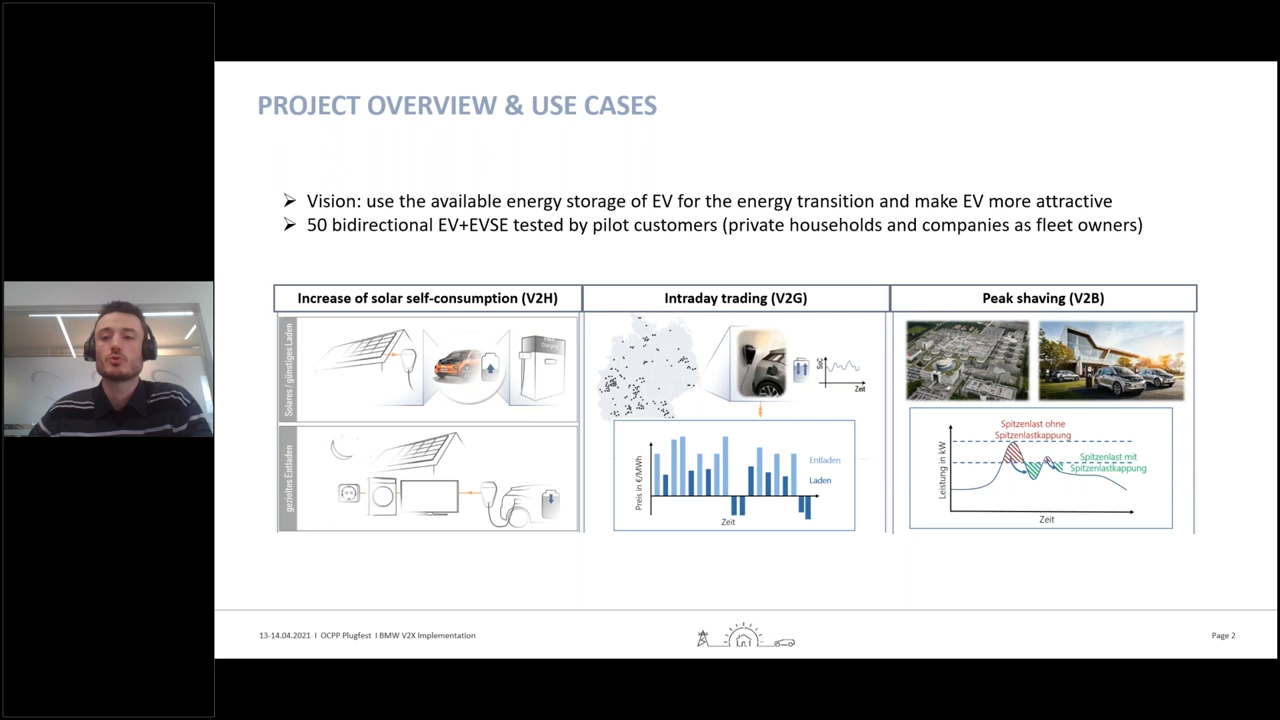 PROJECT OVERVIEW & USE CASES
➢ Vision: use the available energy storage of EV for the energy transition and make EV more attractive
➢ 50 bidirectional EV+EVSE tested by pilot customers (private households and companies as fleet owners)
Increase of solar self-consumption (V2H)
Solares / günstiges Laden
gezieltes Entladen
Intraday trading (V2G)
SoC
Zeit
Preis in €/MWh
Entladen
Laden
Zeit
Peak shaving (V2B)
Spitzenlast ohne
Spitzenlastkappung
Spitzenlast mit
Spitzenlastkappung
Leistung in kW
Zeit
13-14.04.2021 I OCPP Plugfest I BMW V2X Implementation
Page 2